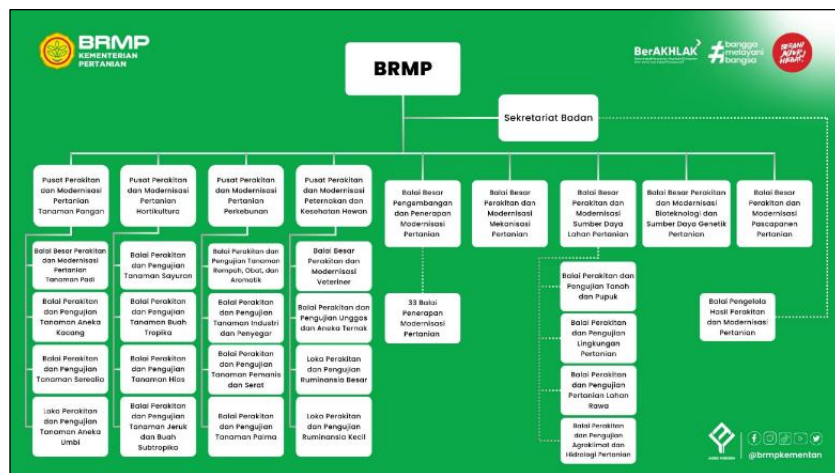 BRMP
KEMENTERIAN
PERTANIAN
BerAKHLAK
#bangga
melayani
bangsa
BRMP
Sekretariat Badan
Pusat Perakitan
dan Modernisasi
Pertanian
Tanaman Pangan
Pusat Perakitan
dan Modernisasi
Pertanian
Hortikultura
Pusat Perakitan
dan Modernisasi
Pertanian
Perkebunan
Pusat Perakitan
dan Modernisasi
Peternakan dan
Kesehatan Hewan
Balai Besar
Pengembangan
dan Penerapan
Modernisasi
Pertanian
Balai Besar
Perakitan dan
Modernisasi
Mekanisasi
Pertanian
Balai Besar
Perakitan dan
Modernisasi
Sumber Daya
Lahan Pertanian
Balai Besar Perakitan
dan Modernisasi
Bioteknologi dan
Sumber Daya Genetik
Pertanian
Balai Besar
Perakitan dan
Modernisasi
Pascapanen
Pertanian
Balai Besar Perakitan
dan Modernisasi
Pertanian
Tanaman Padi
Balai Perakitan
dan Pengujian
Tanaman Aneka
Kacang
Balai Perakitan
dan Pengujian
Tanaman Serealia
Loka Perakitan dan
Pengujian
Tanaman Aneka
Umbi
Balai Perakitan
dan Pengujian
Tanaman Sayuran
Balai Perakitan
dan Pengujian
Tanaman Buah
Tropika
Balai Perakitan
dan Pengujian
Tanaman Hias
Balai Perakitan
dan Pengujian
Tanaman Jeruk
dan Buah
Subtropika
Balai Perakitan dan
Pengujian Tanaman
Rempah, Obat, dan
Aromatik
Balai Perakitan
dan Pengujian
Tanaman Industri
dan Penyegar
Balai Perakitan
dan Pengujian
Tanaman Pemanis
dan Serat
Balai Perakitan
dan Pengujian
Tanaman Palma
Balai Besar
Perakitan dan
Modernisasi
Veteriner
Balai Perakitan dan
Pengujian Unggas
dan Aneka Ternak
Loka Perakitan
dan Pengujian
Ruminansia Besar
Loka Perakitan
dan Pengujian
Ruminansia Kecil
33 Balai
Penerapan
Modernisasi
Pertanian
Balai Perakitan dan
Pengujian Tanah
dan Pupuk
Balai Perakitan
dan Pengujian
Lingkungan
Pertanian
Balai Perakitan
dan Pengujian
Pertanian Lahan
Rawa
Balai Perakitan
dan Pengujian
Agroklimat dan
Hidrologi Pertanian
Balai Pengelola
Hasil Perakitan
dan Modernisasi
Pertanian
@brmpkementan